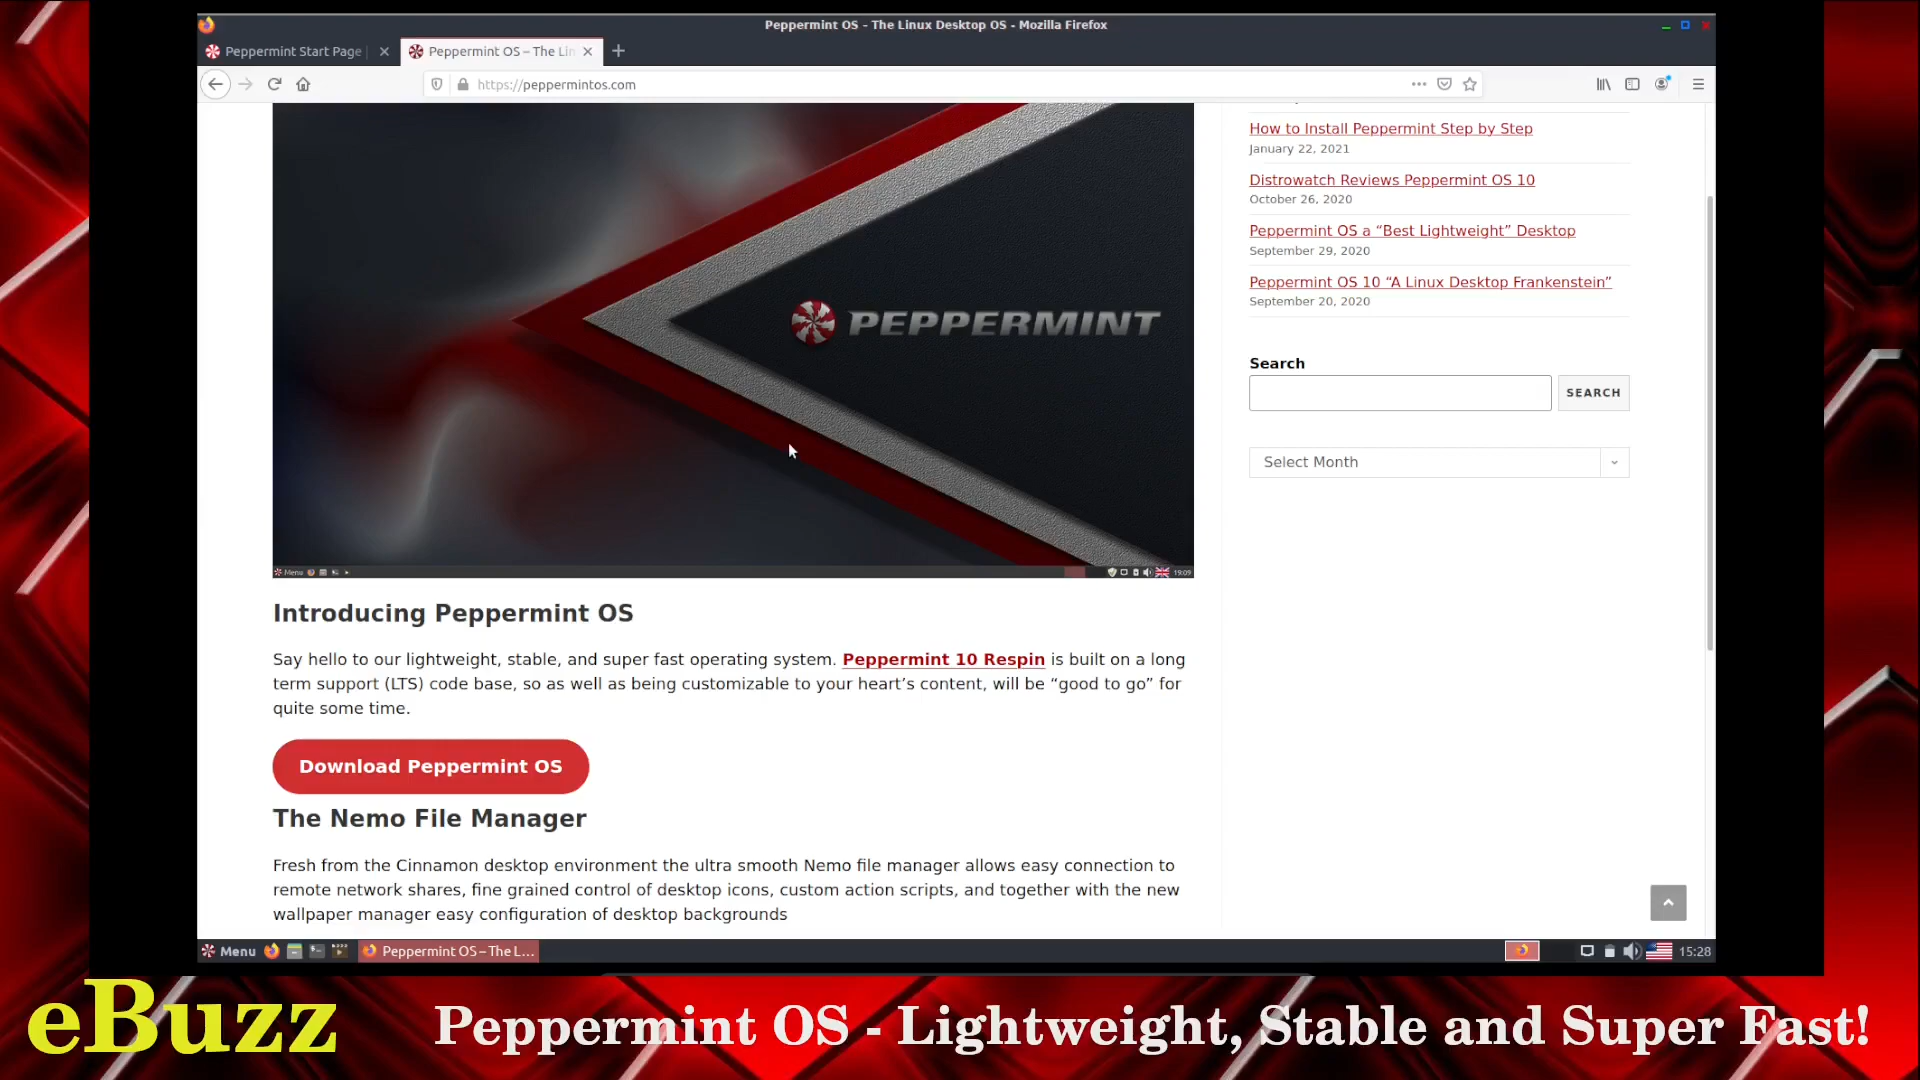 Peppermint OS - The Linux Desktop OS - Mozilla Firefox
Peppermint Start Page
Peppermint OS – The Lin
https://peppermintos.com
How to Install Peppermint Step by Step
January 22, 2021
Distrowatch Reviews Peppermint OS 10
October 26, 2020
Peppermint OS a “Best Lightweight” Desktop
September 29, 2020
Peppermint OS 10 “A Linux Desktop Frankenstein”
September 20, 2020
Search
SEARCH
Select Month
PEPPERMINT
Menu
19:09
Introducing Peppermint OS
Say hello to our lightweight, stable, and super fast operating system. Peppermint 10 Respin is built on a long
term support (LTS) code base, so as well as being customizable to your heart’s content, will be “good to go” for
quite some time.
Download Peppermint OS
The Nemo File Manager
Fresh from the Cinnamon desktop environment the ultra smooth Nemo file manager allows easy connection to
remote network shares, fine grained control of desktop icons, custom action scripts, and together with the new
wallpaper manager easy configuration of desktop backgrounds
Menu
Peppermint OS – The L...
15:28
eBuzz
Peppermint OS - Lightweight, Stable and Super Fast!